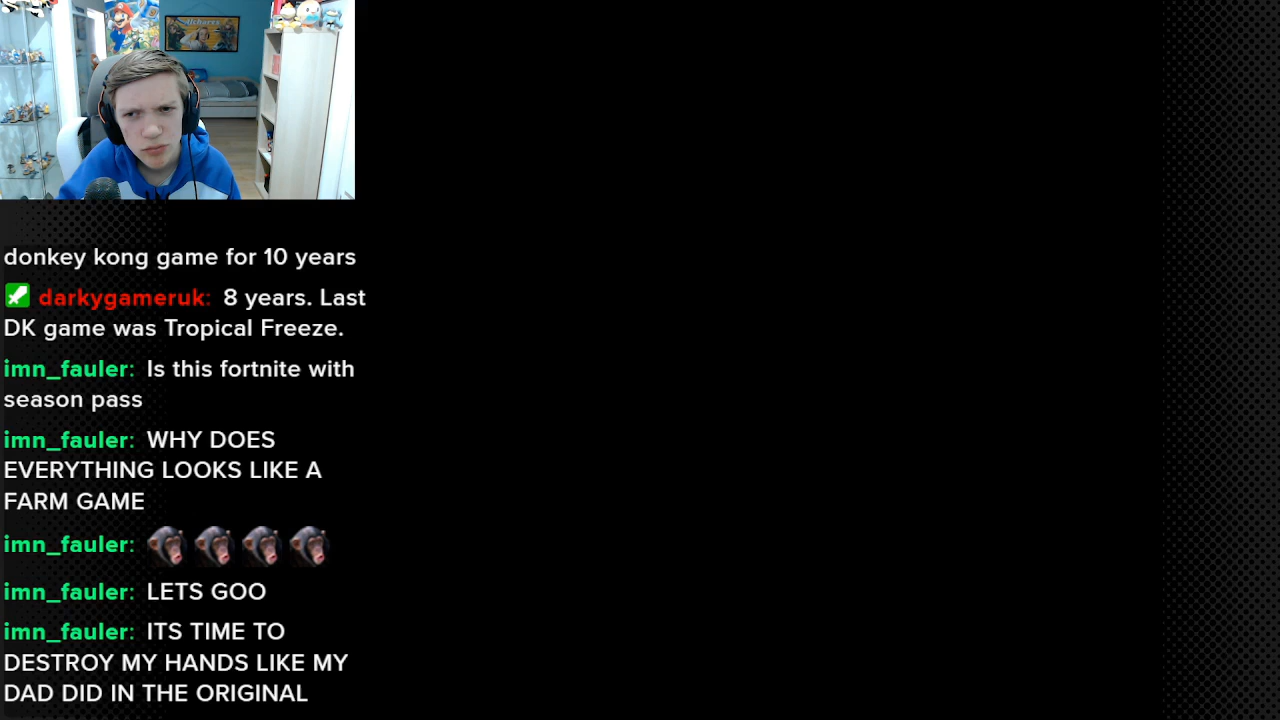 Alcharzx
donkey kong game for 10 years
darkygameruk: 8 years. Last
DK game was Tropical Freeze.
imn_fauler: Is this fortnite with
season pass
imn_fauler: WHY DOES
EVERYTHING LOOKS LIKE A
FARM GAME
imn_fauler:
imn_fauler: LETS GOO
imn_fauler: ITS TIME TO
DESTROY MY HANDS LIKE MY
DAD DID IN THE ORIGINAL